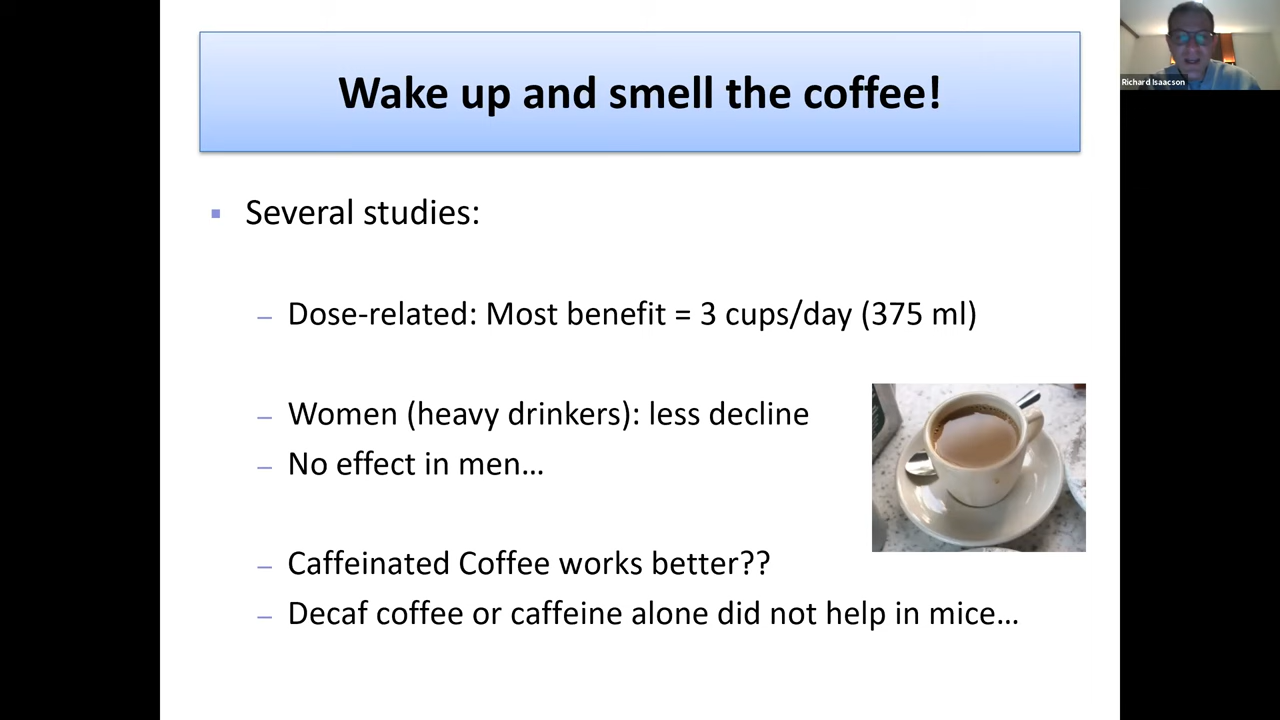 Wake up and smell the coffee!
Richard Isaacson
Several studies:
– Dose-related: Most benefit = 3 cups/day (375 ml)
– Women (heavy drinkers): less decline
– No effect in men…
– Caffeinated Coffee works better??
– Decaf coffee or caffeine alone did not help in mice…